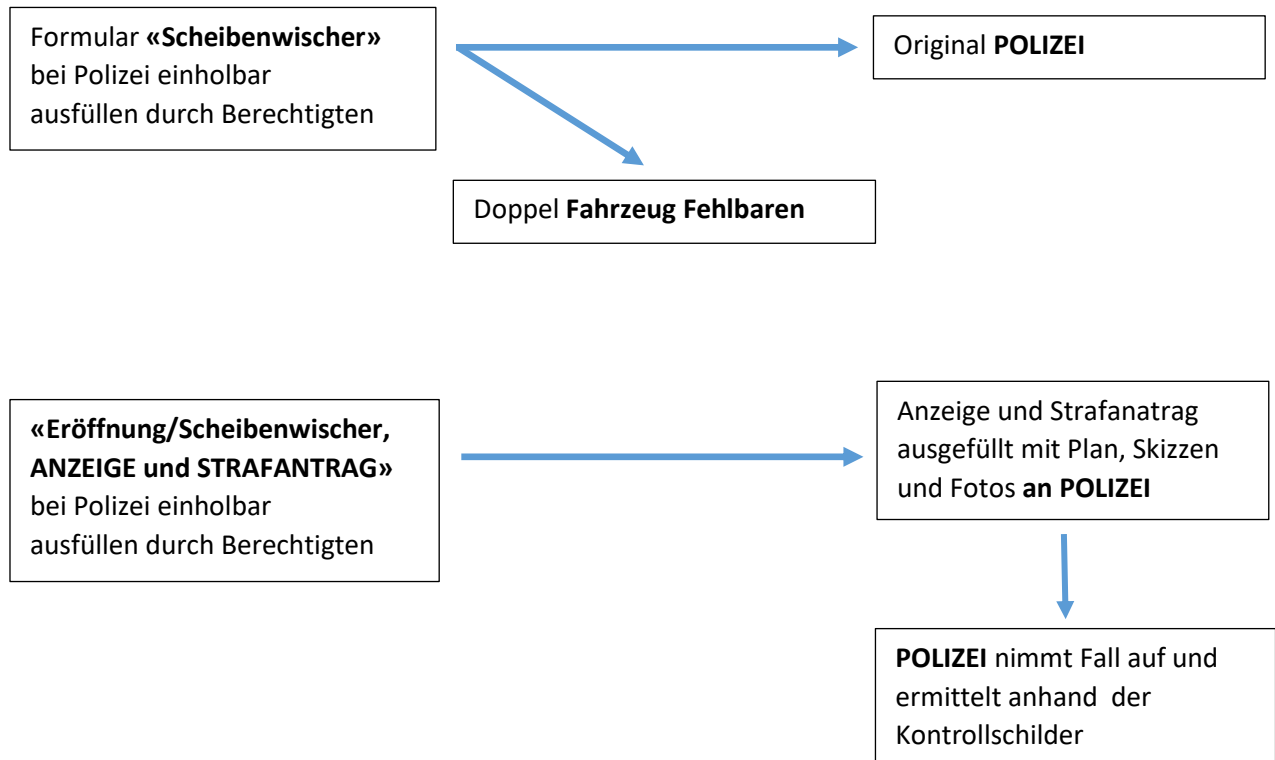 Formular «Scheibenwischer»
bei Polizei einholbar
ausfüllen durch Berechtigten
Original POLIZEI
Doppel Fahrzeug Fehlbaren
«Eröffnung/Scheibenwischer,
ANZEIGE und STRAFANTRAG»
bei Polizei einholbar
ausfüllen durch Berechtigten
Anzeige und Strafanatrag
ausgefüllt mit Plan, Skizzen
und Fotos an POLIZEI
POLIZEI nimmt Fall auf und
ermittelt anhand  der
Kontrollschilder